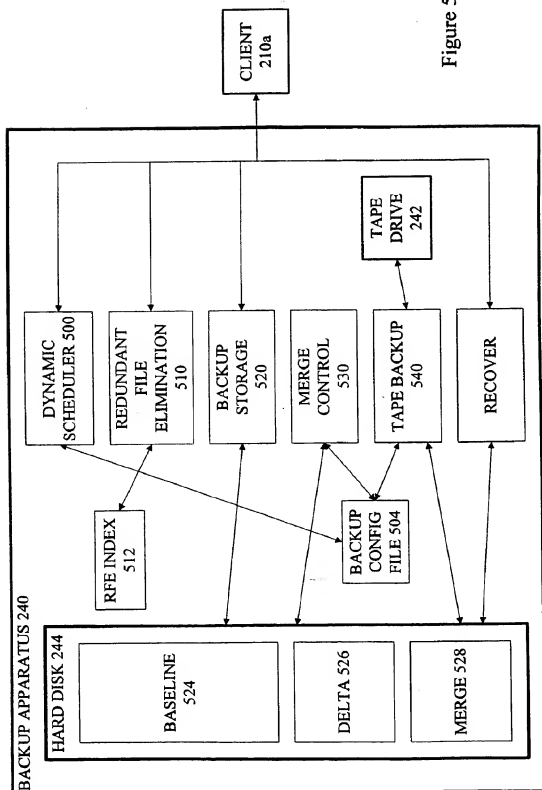 BACKUP APPARATUS 240
HARD DISK 244
BASELINE
524
DELTA 526
MERGE 528
RFE INDEX
512
BACKUP
CONFIG
FILE 504
DYNAMIC
SCHEDULER 500
REDUNDANT
FILE
ELIMINATION
510
BACKUP
STORAGE
520
MERGE
CONTROL
530
TAPE BACKUP
540
RECOVER
TAPE
DRIVE
242
CLIENT
210a
Figure 5